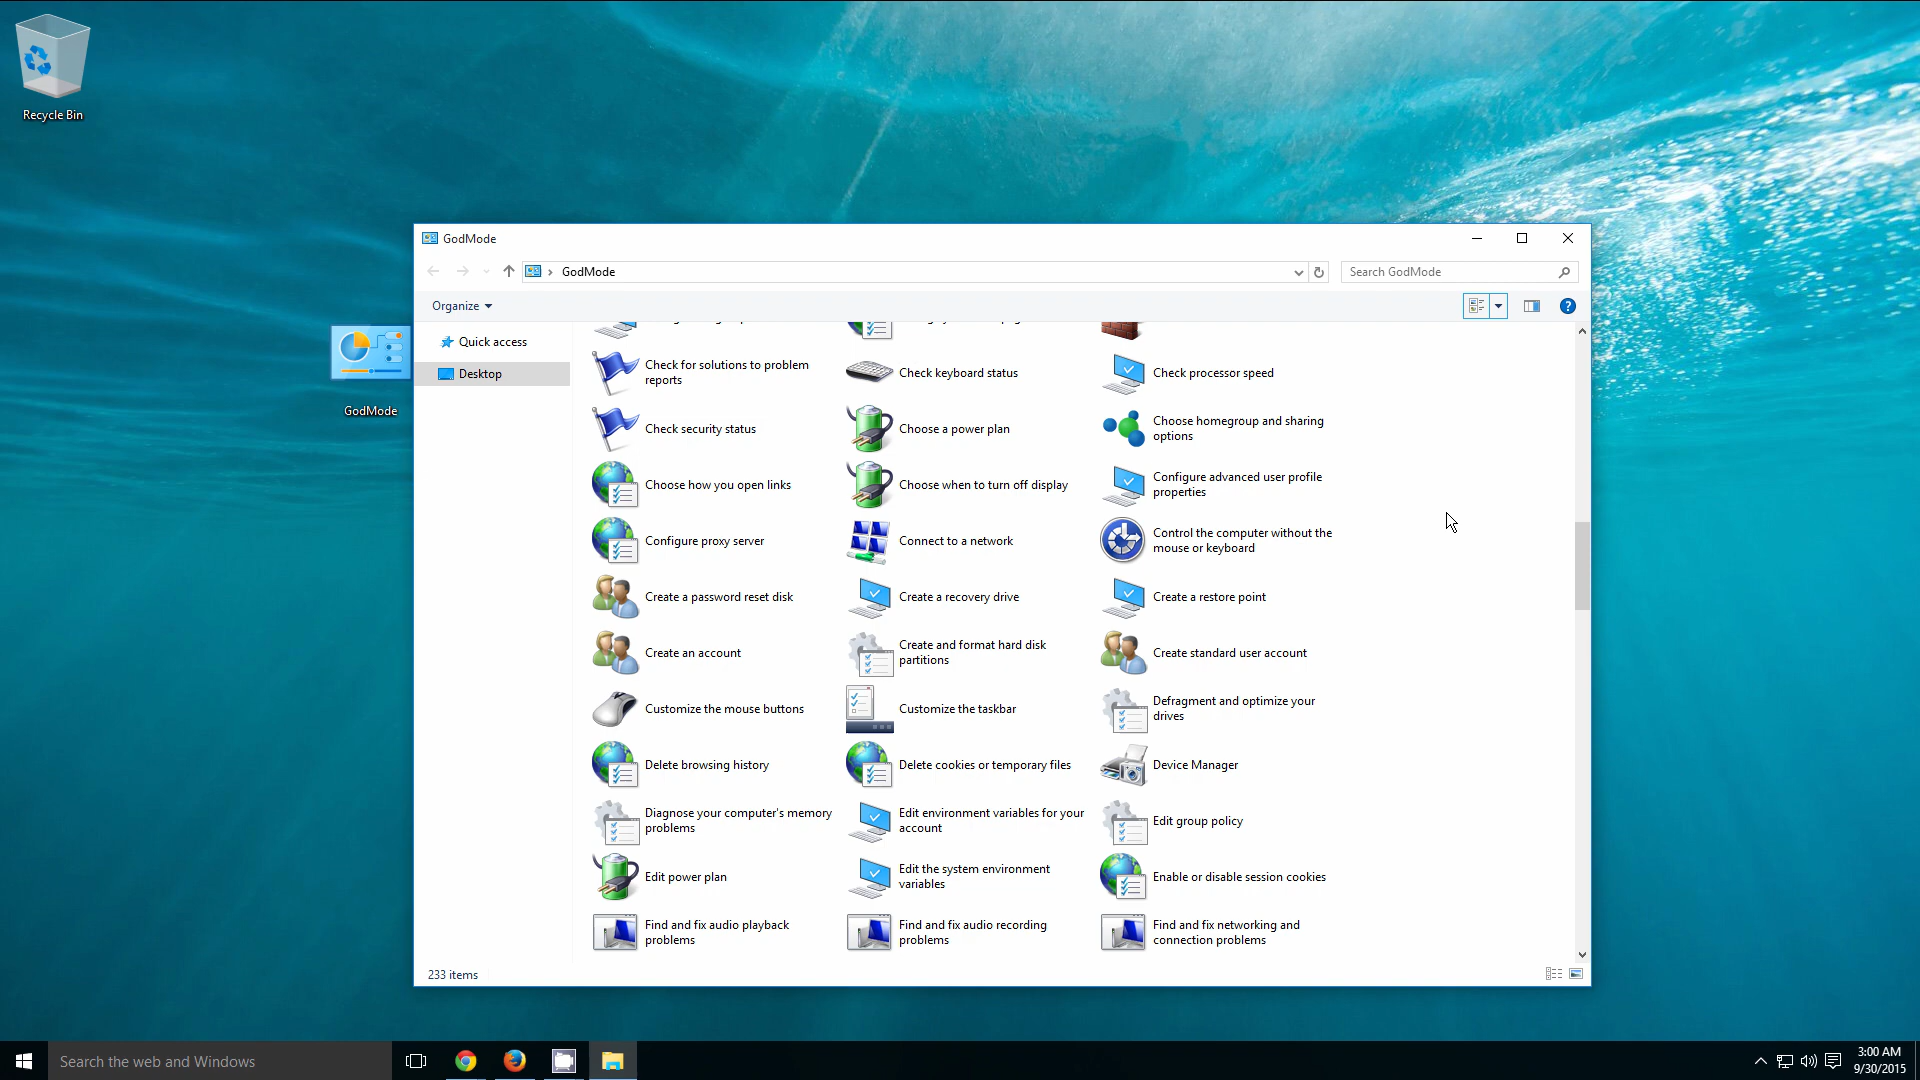 Recycle Bin
GodMode
GodMode
GodMode
Search GodMode
Organize
Quick access
Desktop
Check for solutions to problem
reports
Check keyboard status
Check processor speed
Check security status
Choose a power plan
Choose homegroup and sharing
options
Choose how you open links
Choose when to turn off display
Configure advanced user profile
properties
Configure proxy server
Connect to a network
Control the computer without the
mouse or keyboard
Create a password reset disk
Create a recovery drive
Create a restore point
Create an account
Create and format hard disk
partitions
Create standard user account
Customize the mouse buttons
Customize the taskbar
Defragment and optimize your
drives
Delete browsing history
Delete cookies or temporary files
Device Manager
Diagnose your computer's memory
problems
Edit environment variables for your
account
Edit group policy
Edit power plan
Edit the system environment
variables
Enable or disable session cookies
Find and fix audio playback
problems
Find and fix audio recording
problems
Find and fix networking and
connection problems
233 items
Search the web and Windows
3:00 AM
9/30/2015